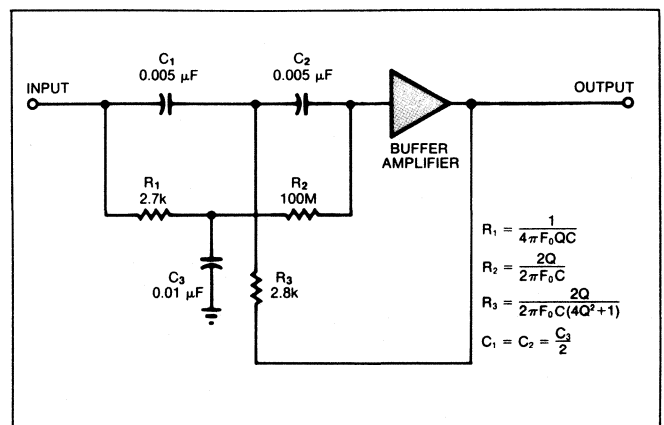 C₁
0.005 μF
C₂
0.005 μF
INPUT
OUTPUT
BUFFER
AMPLIFIER
R₁
2.7k
R₂
100M
C₃
0.01 μF
R₃
2.8k
R₁ = 1 / 4πF₀QC
R₂ = 2Q / 2πF₀C
R₃ = 2Q / 2πF₀C(4Q²+1)
C₁ = C₂ = C₃ / 2